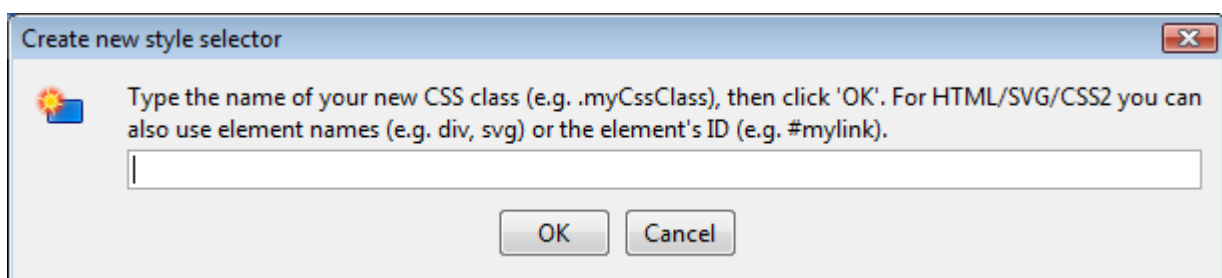 Create new style selector
Type the name of your new CSS class (e.g. .myCssClass), then click 'OK'. For HTML/SVG/CSS2 you can
also use element names (e.g. div, svg) or the element's ID (e.g. #mylink).
OK Cancel